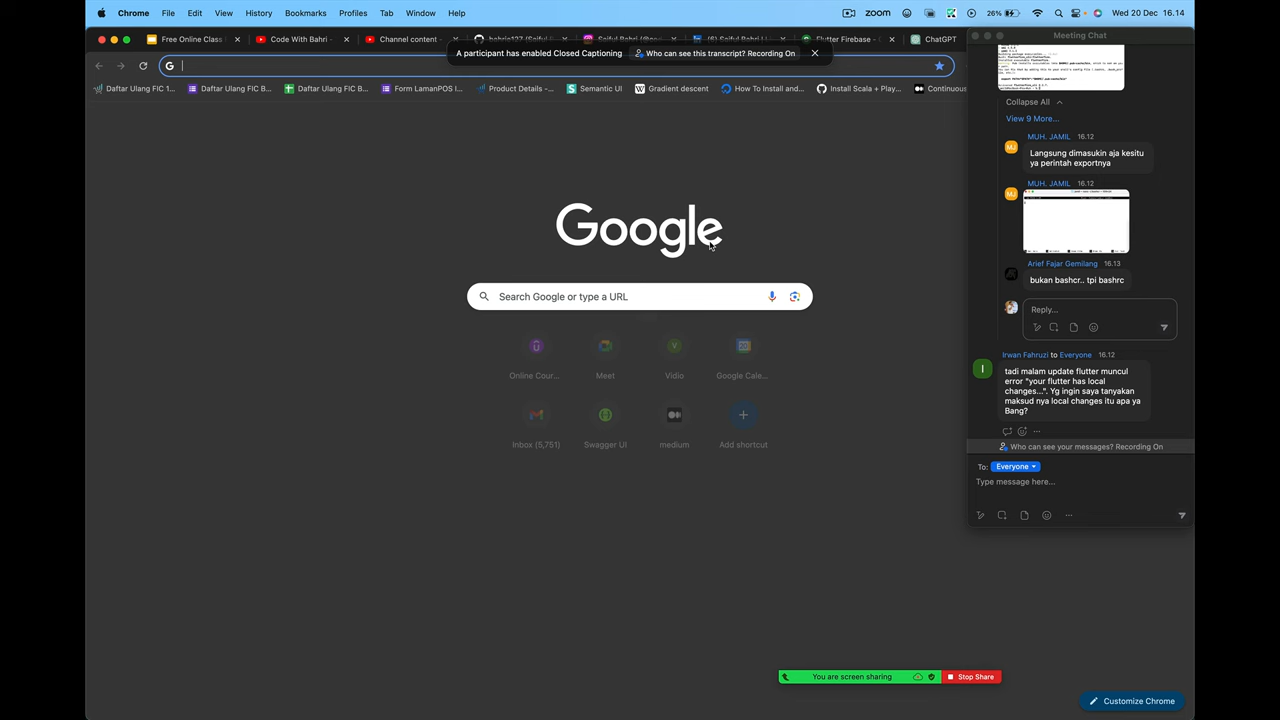 Chrome File Edit View History Bookmarks Profiles Tab Window Help
zoom 26% Wed 20 Dec 16.14
Free Online Class
Code With Bahri
Channel content
Flutter Firebase
ChatGPT
A participant has enabled Closed Captioning Who can see this transcript? Recording On
Meeting Chat
Daftar Ulang FIC 1...
Daftar Ulang FIC B...
Daftar Ulang FIC B...
Form LamaranPOS I...
Product Details -...
Semantic UI
Gradient descent
How To Install and...
Install Scala + Play...
Continuous
Collapse All
View 9 More...
MUH. JAMIL 16.12
MJ
Langsung dimasukin aja kesitu
ya perintah exportnya
MUH. JAMIL 16.12
MJ
Arief Fajar Gemilang 16.13
bukan bashcr.. tpi bashrc
Reply...
Irwan Fahruzi to Everyone 16.12
I
tadi malam update flutter muncul
error "your flutter has local
changes...". Yg ingin saya tanyakan
maksud nya local changes itu apa ya
Bang?
Who can see your messages? Recording On
To: Everyone
Type message here...
Google
Search Google or type a URL
Online Cour...
Meet
Vidio
Google Cale...
Inbox (5,751)
Swagger UI
medium
Add shortcut
You are screen sharing
Stop Share
Customize Chrome